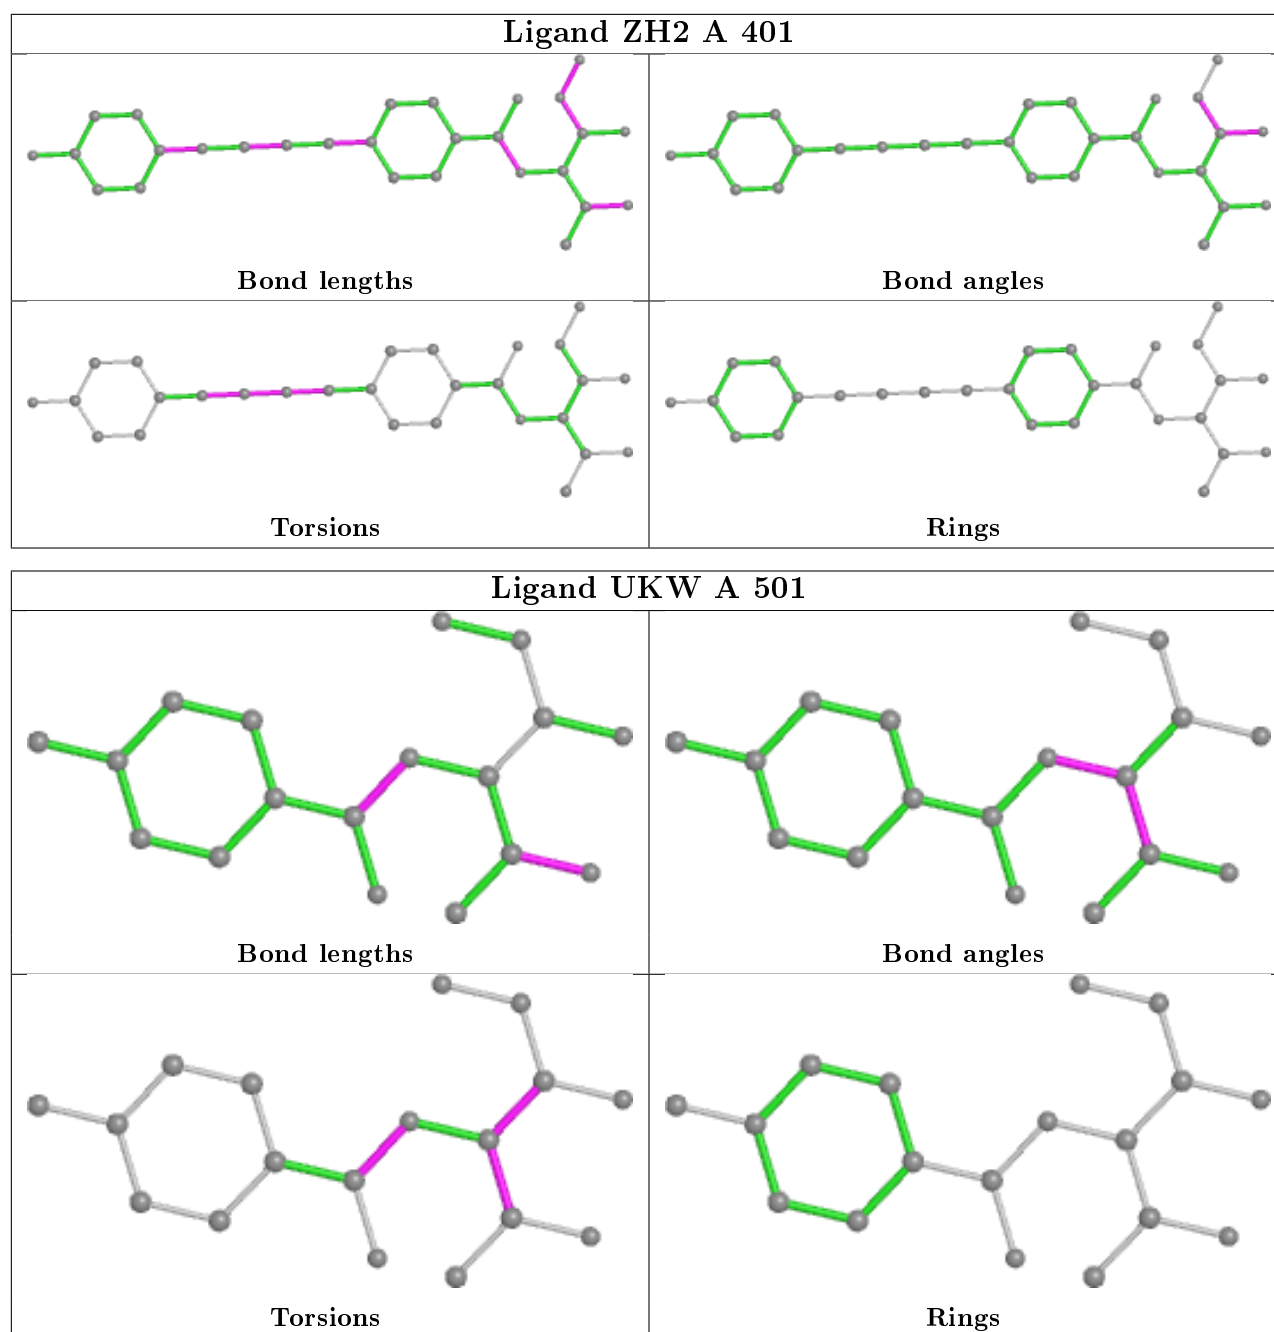 Ligand ZH2 A 401
Bond lengths
Bond angles
Torsions
Rings
Ligand UKW A 501
Bond lengths
Bond angles
Torsions
Rings